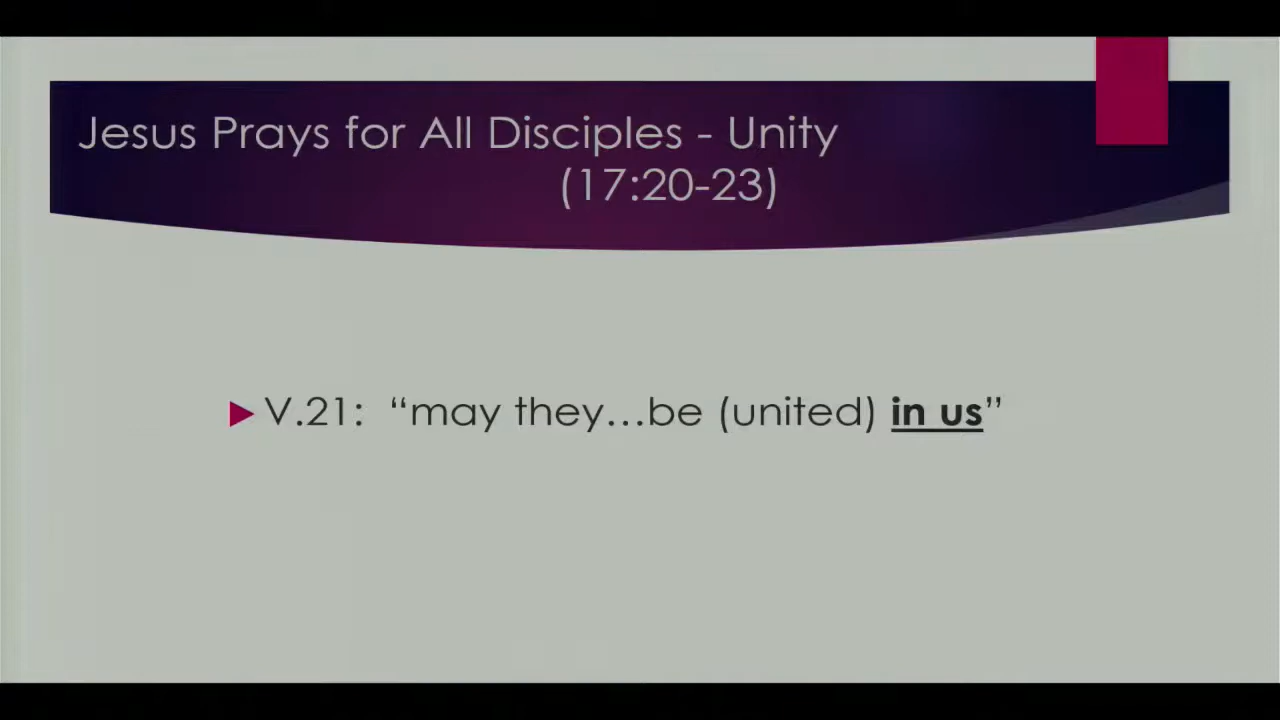 Jesus Prays for All Disciples - Unity
(17:20-23)
V.21: “may they…be (united) in us”